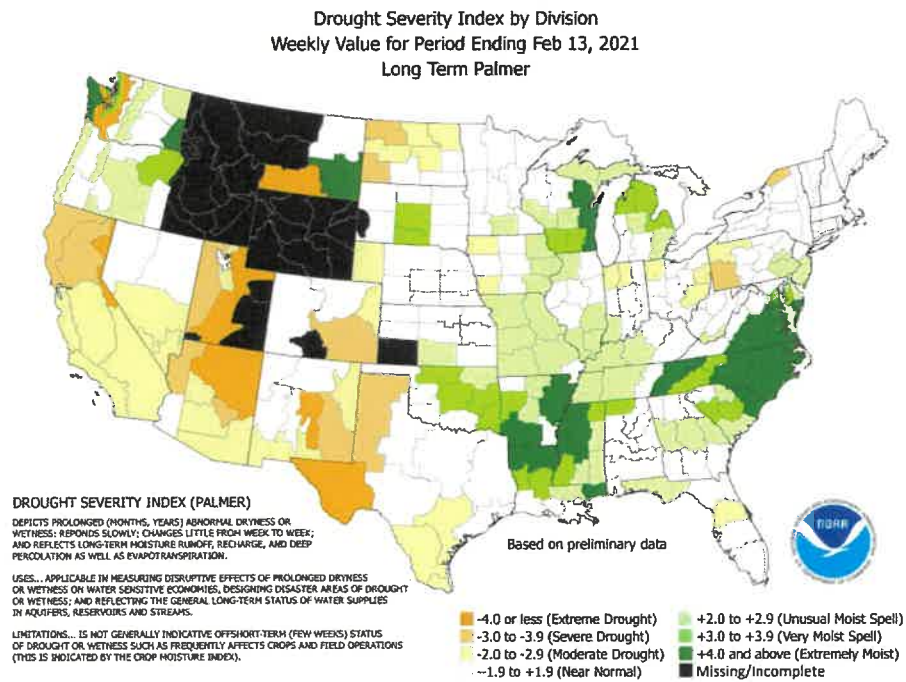 Drought Severity Index by Division
Weekly Value for Period Ending Feb 13, 2021
Long Term Palmer
DROUGHT SEVERITY INDEX (PALMER)
DEPICTS PROLONGED (MONTHS, YEARS) ABNORMAL DRYNESS OR
WETNESS: REPONDS SLOWLY; CHANGES LITTLE FROM WEEK TO WEEK;
AND REFLECTS LONG-TERM MOISTURE RUNOFF, RECHARGE, AND DEEP
PERCOLATION AS WELL AS EVAPOTRANSPIRATION.
USES... APPLICABLE IN MEASURING DISRUPTIVE EFFECTS OF PROLONGED DRYNESS
OR WETNESS ON WATER SENSITIVE ECONOMIES, DESIGNING DISASTER AREAS OF DROUGHT
OR WETNESS; AND REFLECTING THE GENERAL LONG-TERM STATUS OF WATER SUPPLIES
IN AQUIFERS, RESERVOIRS AND STREAMS.
LIMITATIONS... IS NOT GENERALLY INDICATIVE OFFSHORT-TERM (FEW WEEKS) STATUS
OF DROUGHT OR WETNESS SUCH AS FREQUENTLY AFFECTS CROPS AND FIELD OPERATIONS
(THIS IS INDICATED BY THE CROP MOISTURE INDEX).
Based on preliminary data
NOAA
-4.0 or less (Extreme Drought)
-3.0 to -3.9 (Severe Drought)
-2.0 to -2.9 (Moderate Drought)
-1.9 to +1.9 (Near Normal)
+2.0 to +2.9 (Unusual Moist Spell)
+3.0 to +3.9 (Very Moist Spell)
+4.0 and above (Extremely Moist)
Missing/Incomplete